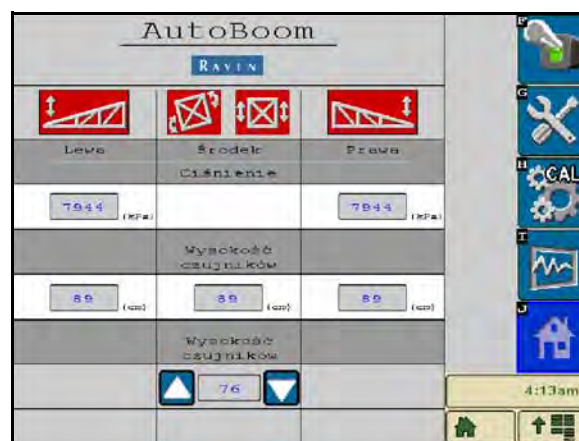 AutoBoom
RAVEN
Lewa Środek Prawa
Ciśnienie
7944 (kPa) 7944 (kPa)
Wysokość
czujników
89 (cm) 89 (cm) 89 (cm)
Wysokość
czujników
76
F
G
H
CAL
I
J
4:13am